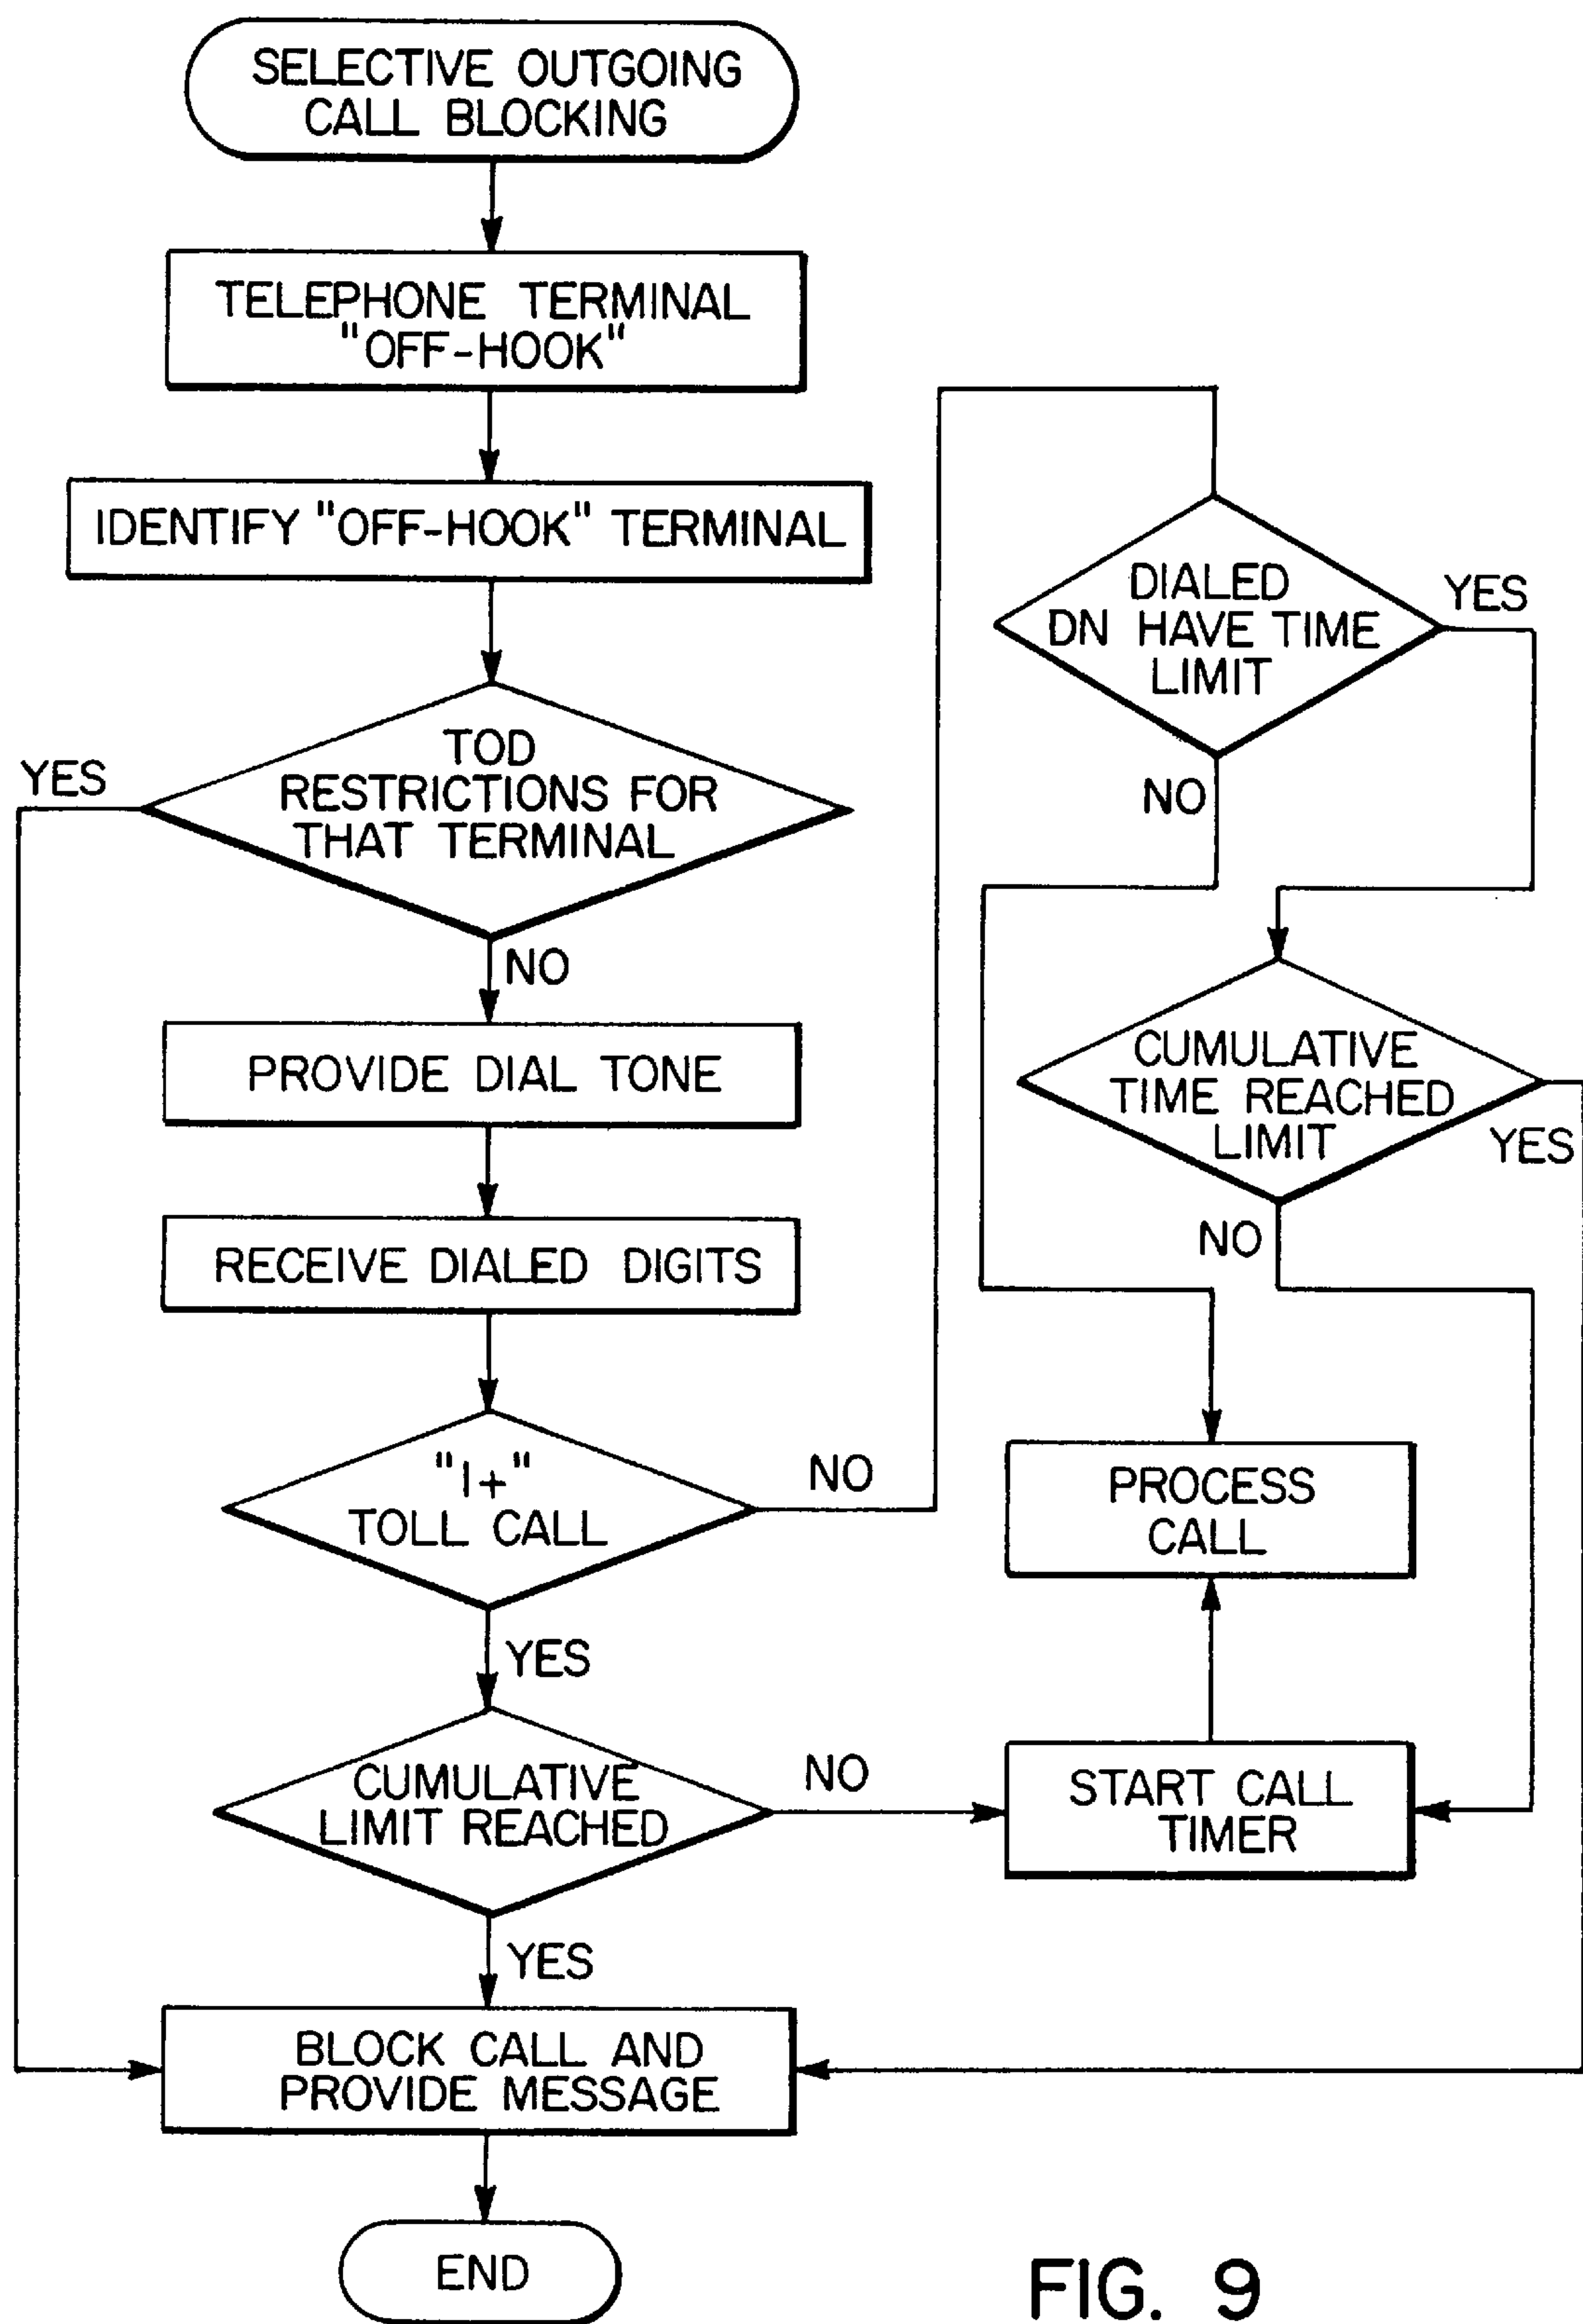 SELECTIVE OUTGOING
CALL BLOCKING
TELEPHONE TERMINAL
"OFF-HOOK"
IDENTIFY "OFF-HOOK" TERMINAL
TOD
RESTRICTIONS FOR
THAT TERMINAL
YES
NO
PROVIDE DIAL TONE
RECEIVE DIALED DIGITS
"1+"
TOLL CALL
NO
YES
CUMULATIVE
LIMIT REACHED
NO
YES
BLOCK CALL AND
PROVIDE MESSAGE
END
DIALED
DN HAVE TIME
LIMIT
YES
NO
CUMULATIVE
TIME REACHED
LIMIT
YES
NO
PROCESS
CALL
START CALL
TIMER
FIG. 9